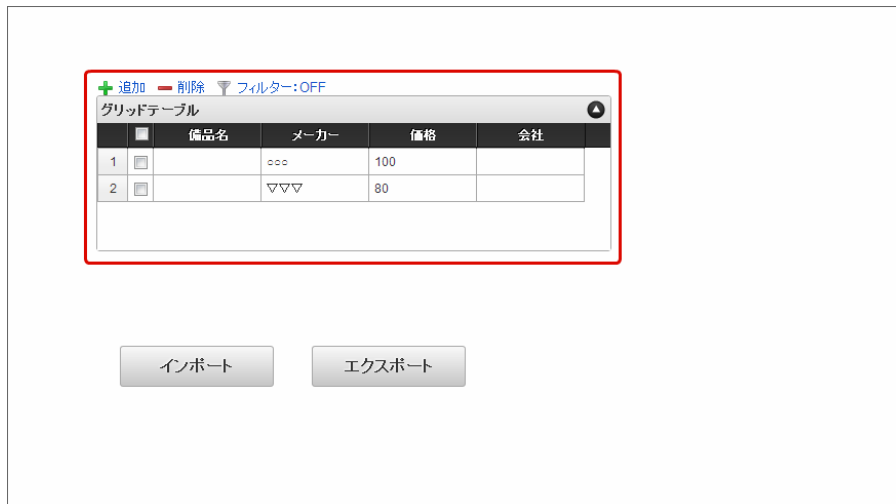 追加 削除 フィルター:OFF
グリッドテーブル
備品名 メーカー 価格 会社
1 ○○○ 100
2 ▽▽▽ 80
インポート エクスポート